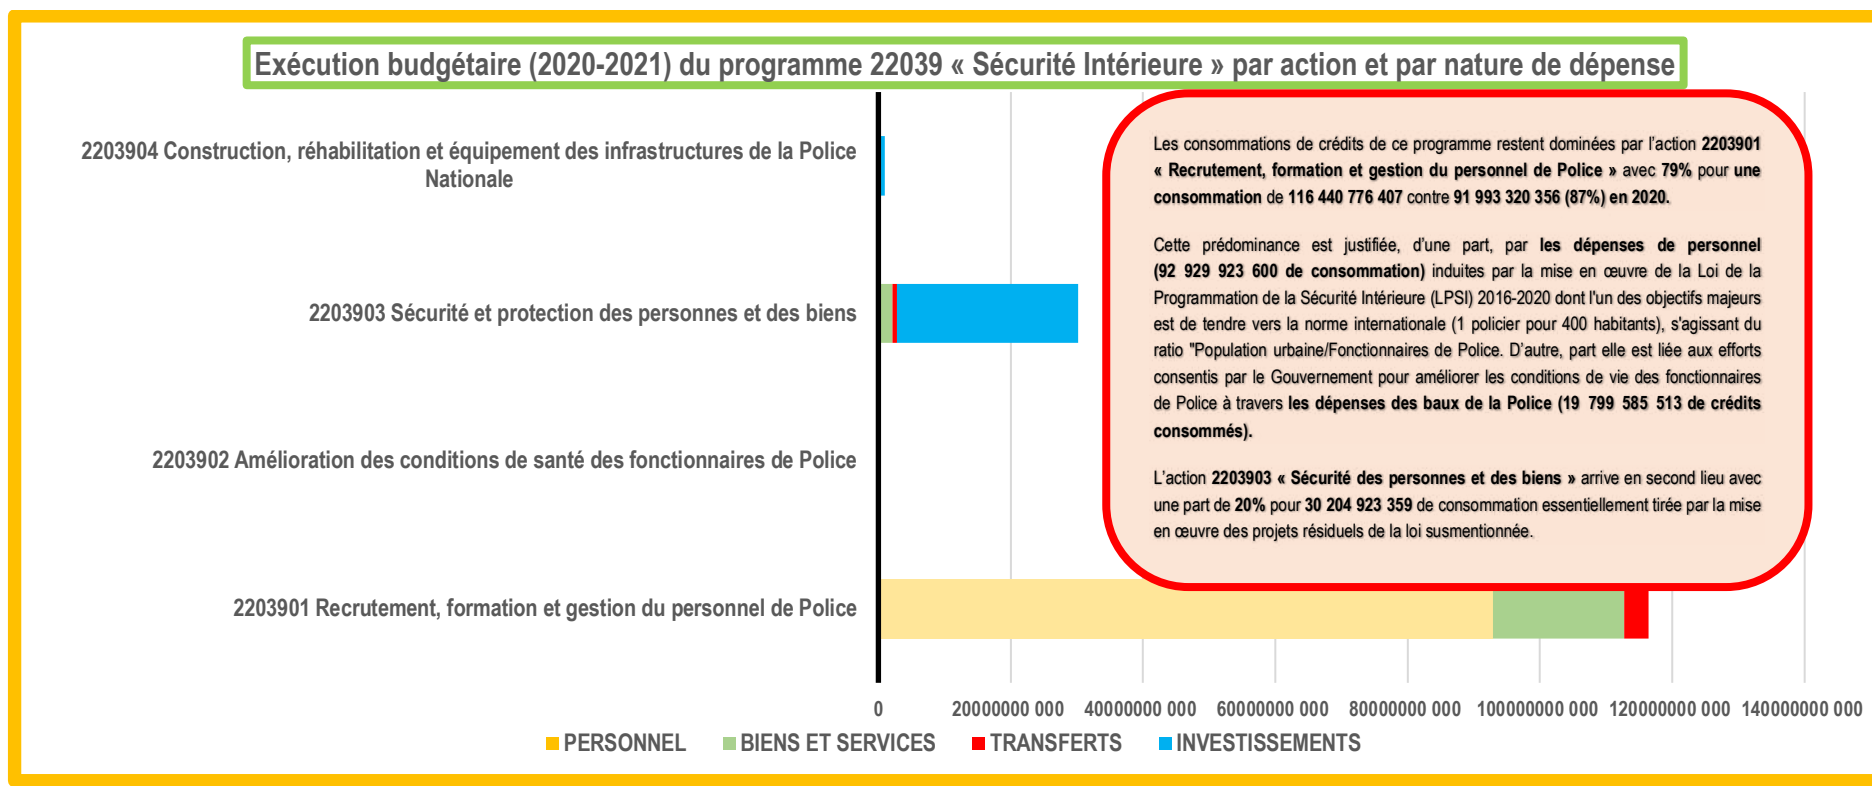 Exécution budgétaire (2020-2021) du programme 22039 « Sécurité Intérieure » par action et par nature de dépense
2203904 Construction, réhabilitation et équipement des infrastructures de la Police
Nationale
2203903 Sécurité et protection des personnes et des biens
2203902 Amélioration des conditions de santé des fonctionnaires de Police
2203901 Recrutement, formation et gestion du personnel de Police
Les consommations de crédits de ce programme restent dominées par l'action 2203901
« Recrutement, formation et gestion du personnel de Police » avec 79% pour une
consommation de 116 440 776 407 contre 91 993 320 356 (87%) en 2020.
Cette prédominance est justifiée, d'une part, par les dépenses de personnel
(92 929 923 600 de consommation) induites par la mise en œuvre de la Loi de la
Programmation de la Sécurité Intérieure (LPSI) 2016-2020 dont l'un des objectifs majeurs
est de tendre vers la norme internationale (1 policier pour 400 habitants), s'agissant du
ratio "Population urbaine/Fonctionnaires de Police. D'autre, part elle est liée aux efforts
consentis par le Gouvernement pour améliorer les conditions de vie des fonctionnaires
de Police à travers les dépenses des baux de la Police (19 799 585 513 de crédits
consommés).
L'action 2203903 « Sécurité des personnes et des biens » arrive en second lieu avec
une part de 20% pour 30 204 923 359 de consommation essentiellement tirée par la mise
en œuvre des projets résiduels de la loi susmentionnée.
0 20000000 000 40000000 000 60000000 000 80000000 000 100000000 000 120000000 000 140000000 000
PERSONNEL BIENS ET SERVICES TRANSFERTS INVESTISSEMENTS